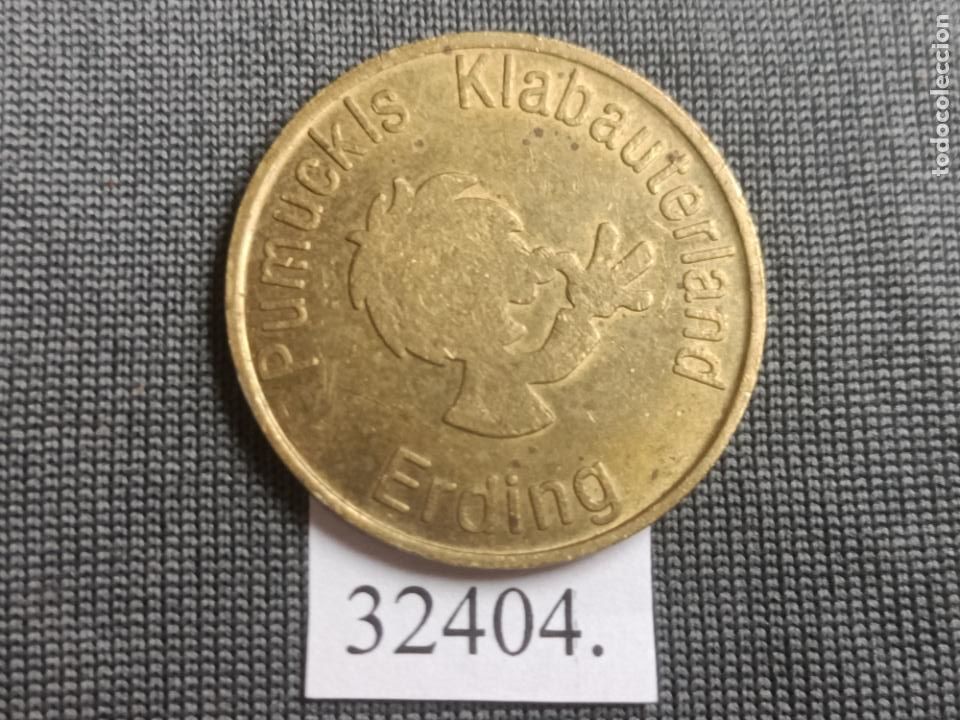 Pumuckls Klabauterland
Erding
32404.
todocoleccion